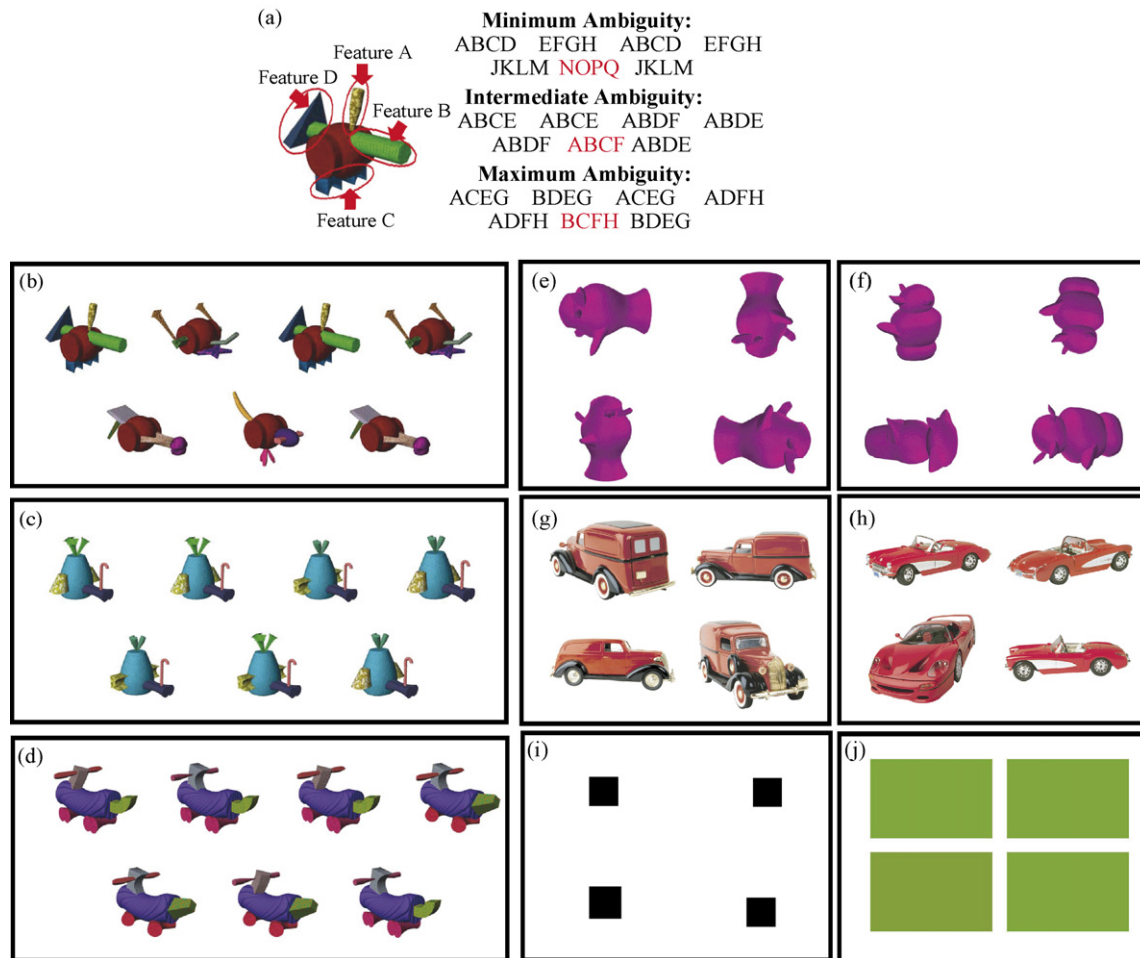 (a)
Feature A
Feature D
Feature B
Feature C
Minimum Ambiguity:
ABCD EFGH ABCD EFGH
JKLM NOPQ JKLM
Intermediate Ambiguity:
ABCE ABCE ABDF ABDE
ABDF ABCF ABDE
Maximum Ambiguity:
ACEG BDEG ACEG ADFH
ADFH BCFH BDEG
(b)
(e)
(f)
(c)
(g)
(h)
(d)
(i)
(j)